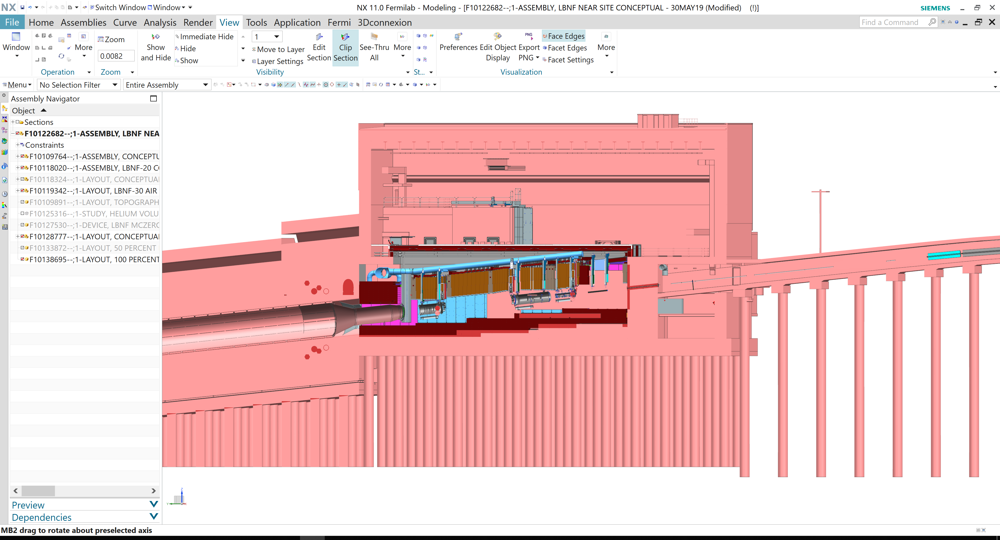 NX Switch Window Window NX 11.0 Fermilab - Modeling - [F10122682--;1-ASSEMBLY, LBNF NEAR SITE CONCEPTUAL - 30MAY19 (Modified) (!)] SIEMENS
File Home Assemblies Curve Analysis Render View Tools Application Fermi 3Dconnexion Find a Command
Window
More
Operation
Zoom
0.0082
Zoom
Show and Hide
Immediate Hide
Hide
Show
1
Move to Layer
Layer Settings
Edit Section
Clip Section
See-Thru All
More
Visibility
St...
Preferences
Edit Object Display
PNG
Export PNG
Face Edges
Facet Edges
Facet Settings
More
Visualization
Menu No Selection Filter Entire Assembly
Assembly Navigator
Object
Sections
F10122682--;1-ASSEMBLY, LBNF NEA
Constraints
F10109764--;1-ASSEMBLY, CONCEPTU
F10118020--;1-ASSEMBLY, LBNF-20 C
F10118324--;1-LAYOUT, CONCEPTUAL
F10119342--;1-LAYOUT, LBNF-30 AIR
F10109891--;1-LAYOUT, TOPOGRAPH
F10125316--;1-STUDY, HELIUM VOLU
F10127530--;1-DEVICE, LBNF MCZERO
F10128777--;1-LAYOUT, CONCEPTUAL
F10133872--;1-LAYOUT, 50 PERCENT
F10138695--;1-LAYOUT, 100 PERCENT
Z
Y X
Preview
Dependencies
MB2 drag to rotate about preselected axis